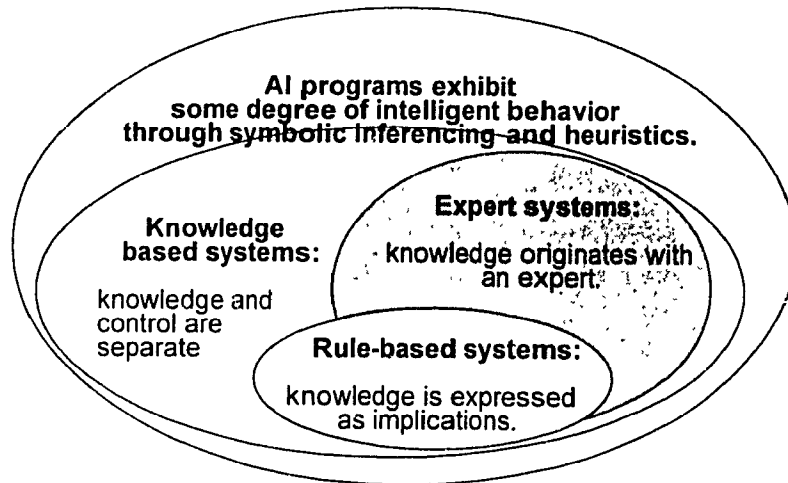 AI programs exhibit
some degree of intelligent behavior
through symbolic inferencing and heuristics.
Knowledge
based systems:
knowledge and
control are
separate
Expert systems:
knowledge originates with
an expert.
Rule-based systems:
knowledge is expressed
as implications.